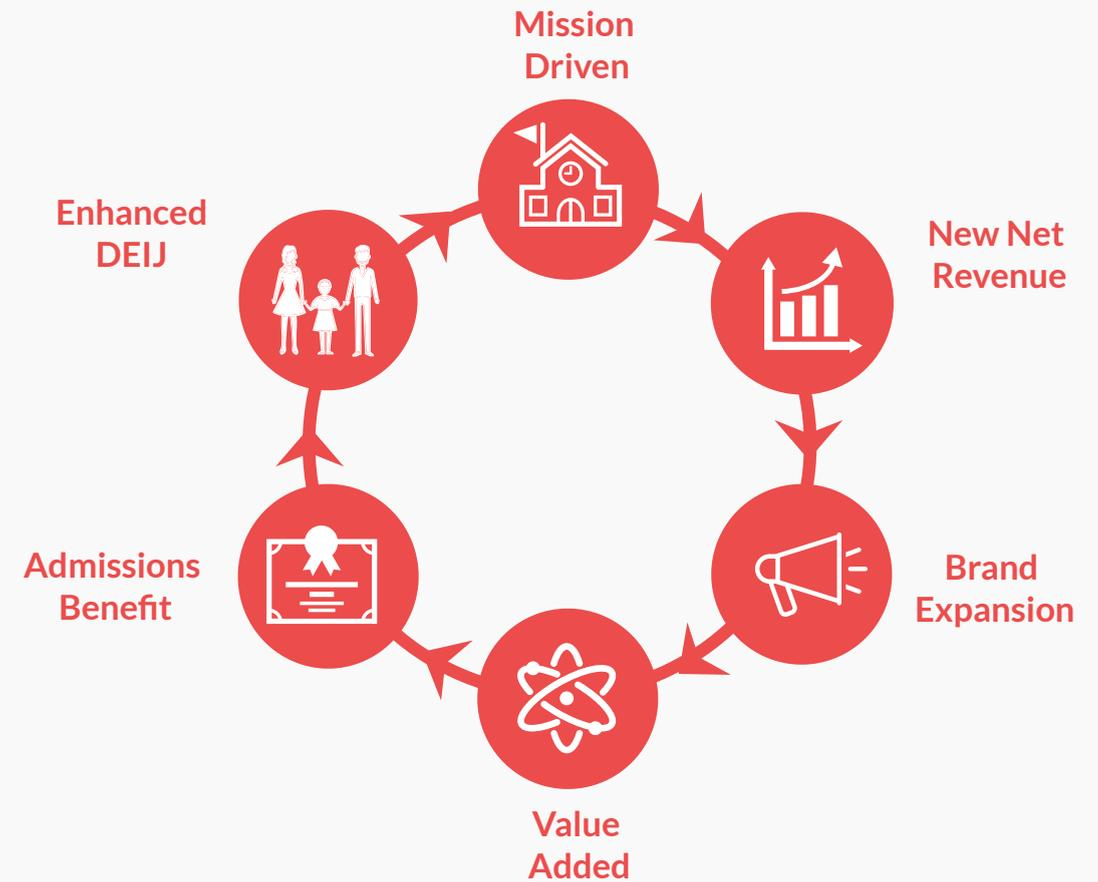 Mission
Driven
New Net
Revenue
Brand
Expansion
Value
Added
Admissions
Benefit
Enhanced
DEIJ